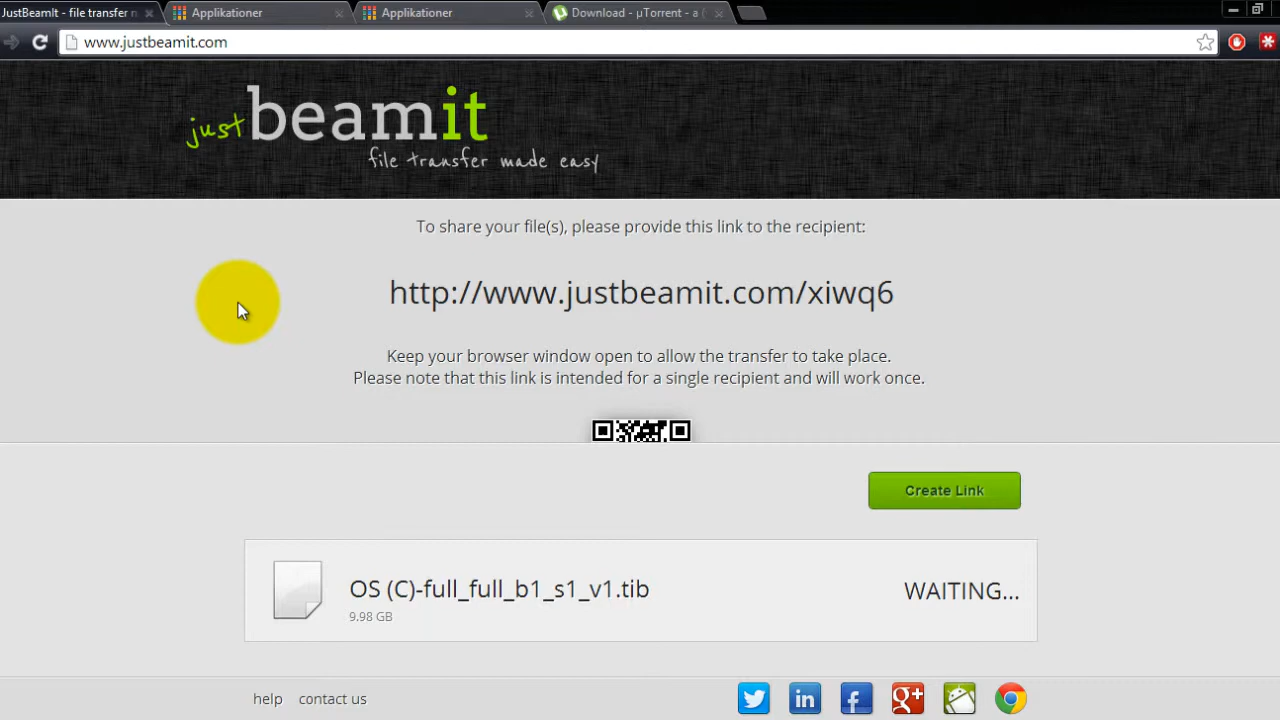 JustBeamIt - file transfer n
Applikationer
Applikationer
Download - µTorrent - a (
www.justbeamit.com
just beamit
file transfer made easy
To share your file(s), please provide this link to the recipient:
http://www.justbeamit.com/xiwq6
Keep your browser window open to allow the transfer to take place.
Please note that this link is intended for a single recipient and will work once.
Create Link
OS (C)-full_full_b1_s1_v1.tib
WAITING...
9.98 GB
help
contact us